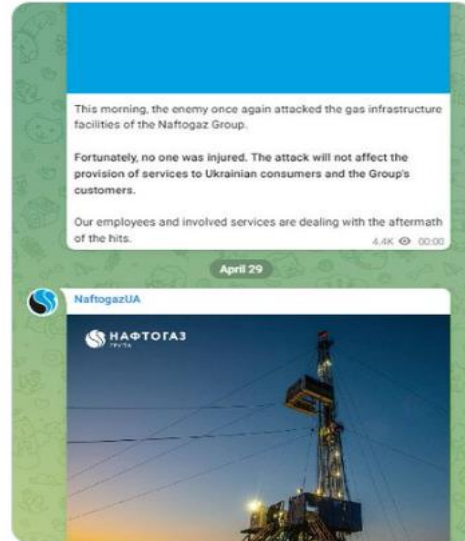 This morning, the enemy once again attacked the gas infrastructure
facilities of the Naftogaz Group.
Fortunately, no one was injured. The attack will not affect the
provision of services to Ukrainian consumers and the Group's
customers.
Our employees and involved services are dealing with the aftermath
of the hits.
4.4K 00:00
April 29
NaftogazUA
НАФТОГАЗ
ГРУПА